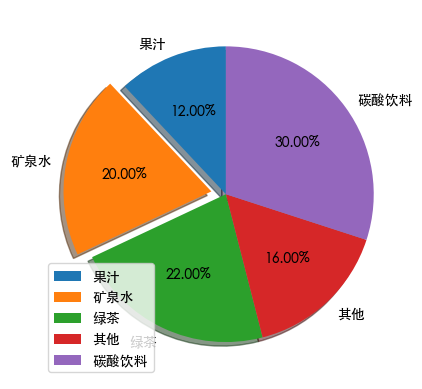 果汁
12.00%
碳酸饮料
30.00%
矿泉水
20.00%
22.00%
16.00%
其他
绿茶
果汁
矿泉水
绿茶
其他
碳酸饮料